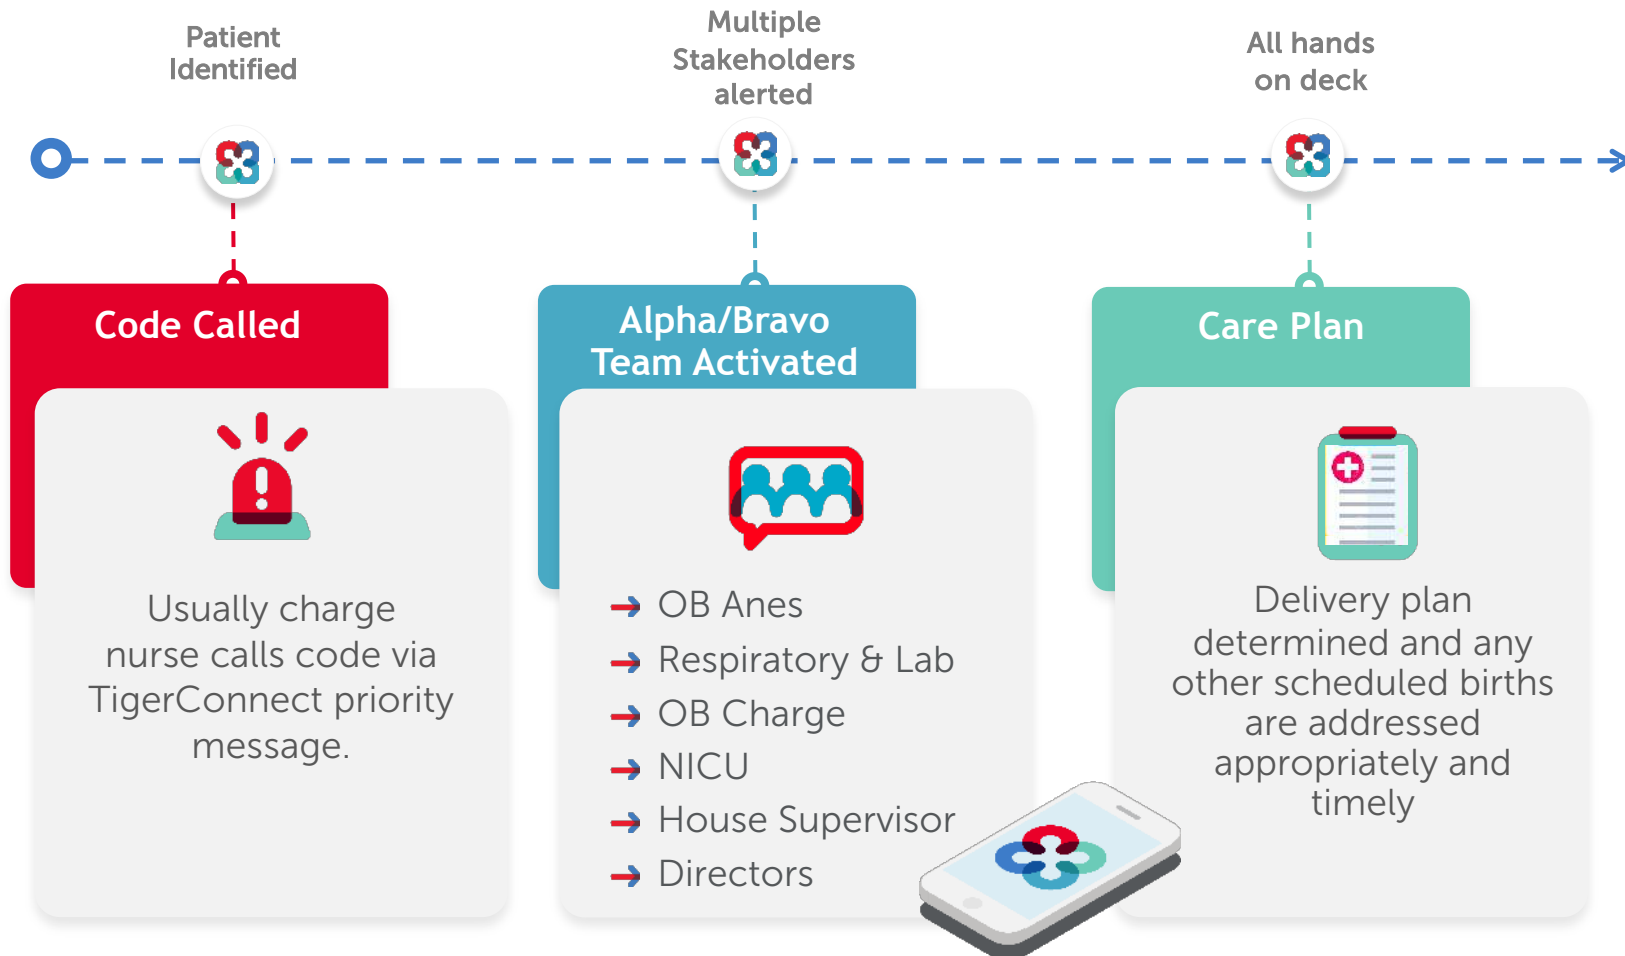 Patient
Identified
Multiple
Stakeholders
alerted
All hands
on deck
Code Called
Usually charge
nurse calls code via
TigerConnect priority
message.
Alpha/Bravo
Team Activated
OB Anes
Respiratory & Lab
OB Charge
NICU
House Supervisor
Directors
Care Plan
Delivery plan
determined and any
other scheduled births
are addressed
appropriately and
timely